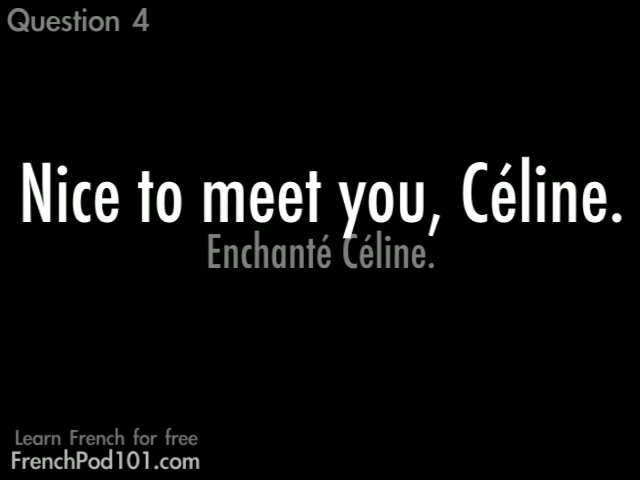 Question 4
Nice to meet you, Céline.
Enchanté Céline.
Learn French for free
FrenchPod101.com